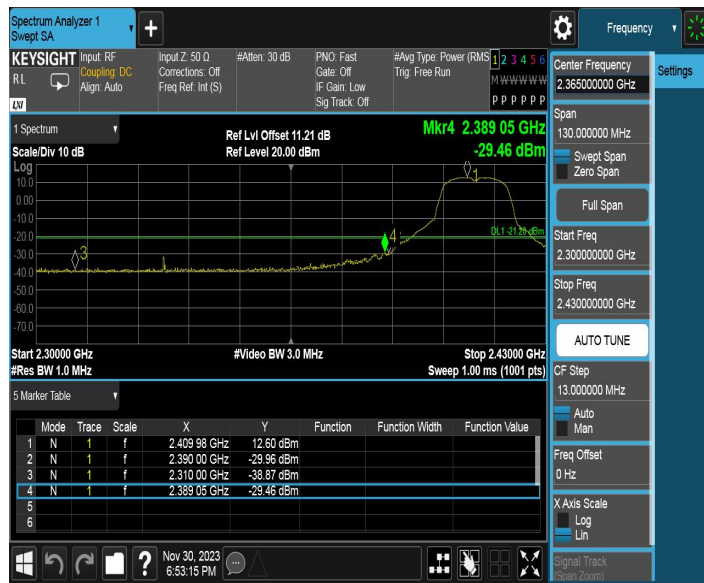 Spectrum Analyzer 1
Swept SA
+
Frequency
KEYSIGHT
RL
LXI
Input: RF
Coupling: DC
Align: Auto
Input Z: 50 Ω
Corrections: Off
Freq Ref: Int (S)
#Atten: 30 dB
PNO: Fast
Gate: Off
IF Gain: Low
Sig Track: Off
#Avg Type: Power (RMS
Trig: Free Run
1 2 3 4 5 6
M W W W W W
P P P P P P
1 Spectrum
Scale/Div 10 dB
Ref Lvl Offset 11.21 dB
Ref Level 20.00 dBm
Mkr4 2.389 05 GHz
-29.46 dBm
Log
10.0
0.00
-10.0
-20.0
-30.0
-40.0
-50.0
-60.0
-70.0
1
3
4
DL1 -21.20 dBm
Start 2.30000 GHz
#Res BW 1.0 MHz
#Video BW 3.0 MHz
Stop 2.43000 GHz
Sweep 1.00 ms (1001 pts)
5 Marker Table
Mode Trace Scale X Y Function Function Width Function Value
1 N 1 f 2.409 98 GHz 12.60 dBm
2 N 1 f 2.390 00 GHz -29.96 dBm
3 N 1 f 2.310 00 GHz -38.87 dBm
4 N 1 f 2.389 05 GHz -29.46 dBm
5
6
?
Nov 30, 2023
6:53:15 PM
Center Frequency
2.365000000 GHz
Settings
Span
130.000000 MHz
Swept Span
Zero Span
Full Span
Start Freq
2.300000000 GHz
Stop Freq
2.430000000 GHz
AUTO TUNE
CF Step
13.000000 MHz
Auto
Man
Freq Offset
0 Hz
X Axis Scale
Log
Lin
Signal Track
(Span Zoom)